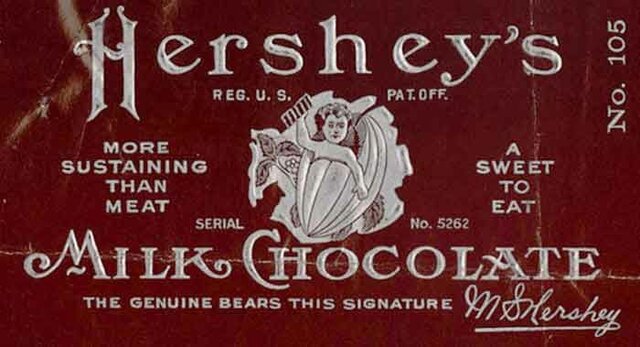 Hershey's
No. 105
REG. U. S. PAT. OFF.
MORE
SUSTAINING
THAN
MEAT
A
SWEET
TO
EAT
SERIAL No. 5262
MILK CHOCOLATE
THE GENUINE BEARS THIS SIGNATURE M S Hershey